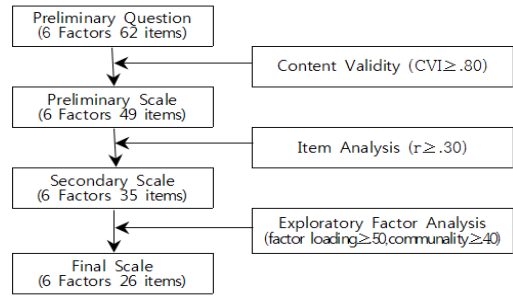 Preliminary Question
(6 Factors 62 items)
Content Validity (CVI≥.80)
Preliminary Scale
(6 Factors 49 items)
Item Analysis (r≥.30)
Secondary Scale
(6 Factors 35 items)
Exploratory Factor Analysis
(factor loading≥.50,communality≥.40)
Final Scale
(6 Factors 26 items)